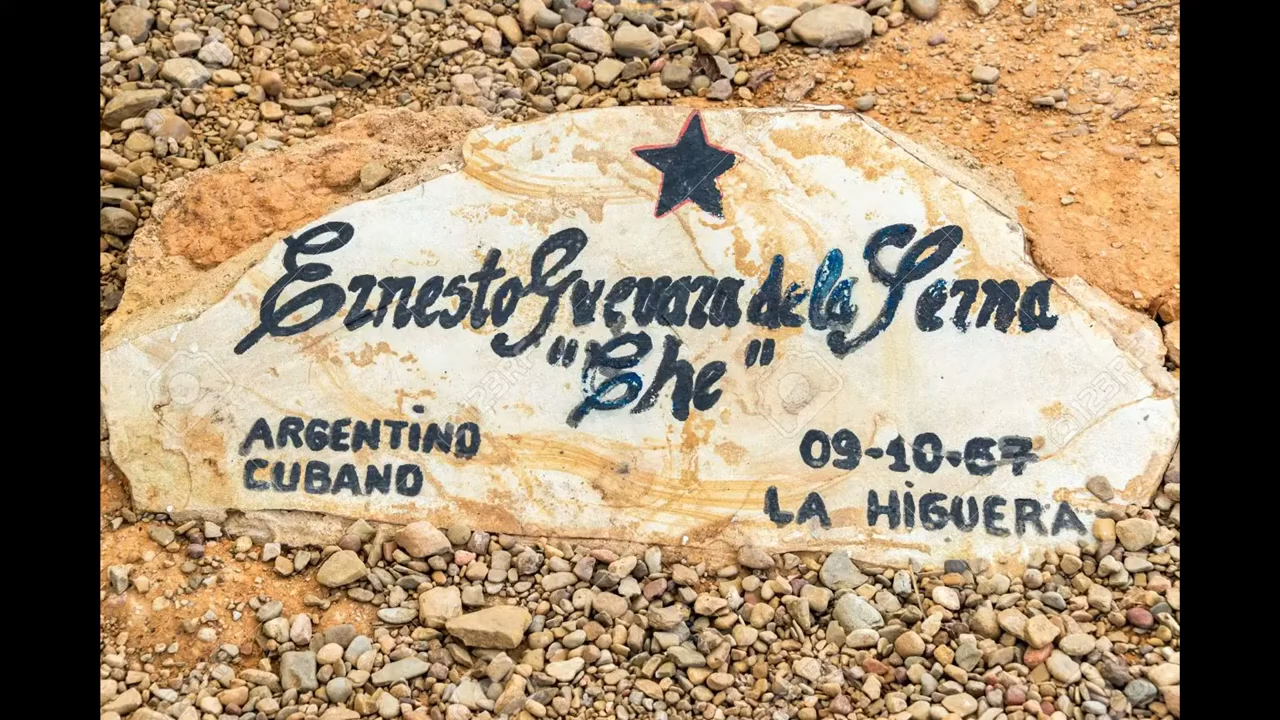 Ernesto Guevara de la Serna
"Che"
ARGENTINO
CUBANO
09-10-67
LA HIGUERA